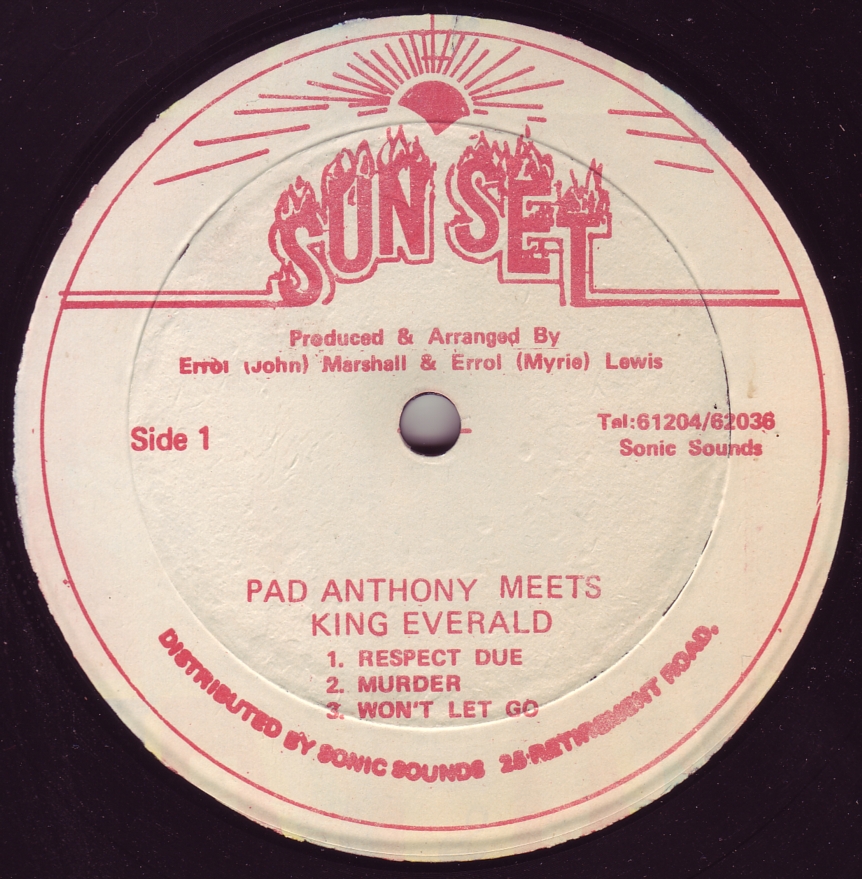 SUN SET
Produced & Arranged By
Errol (John) Marshall & Errol (Myrie) Lewis
Side 1
Tel:61204/62036
Sonic Sounds
PAD ANTHONY MEETS
KING EVERALD
1. RESPECT DUE
2. MURDER
3. WON'T LET GO
DISTRIBUTED BY SONIC SOUNDS 25 RETIREMENT ROAD.